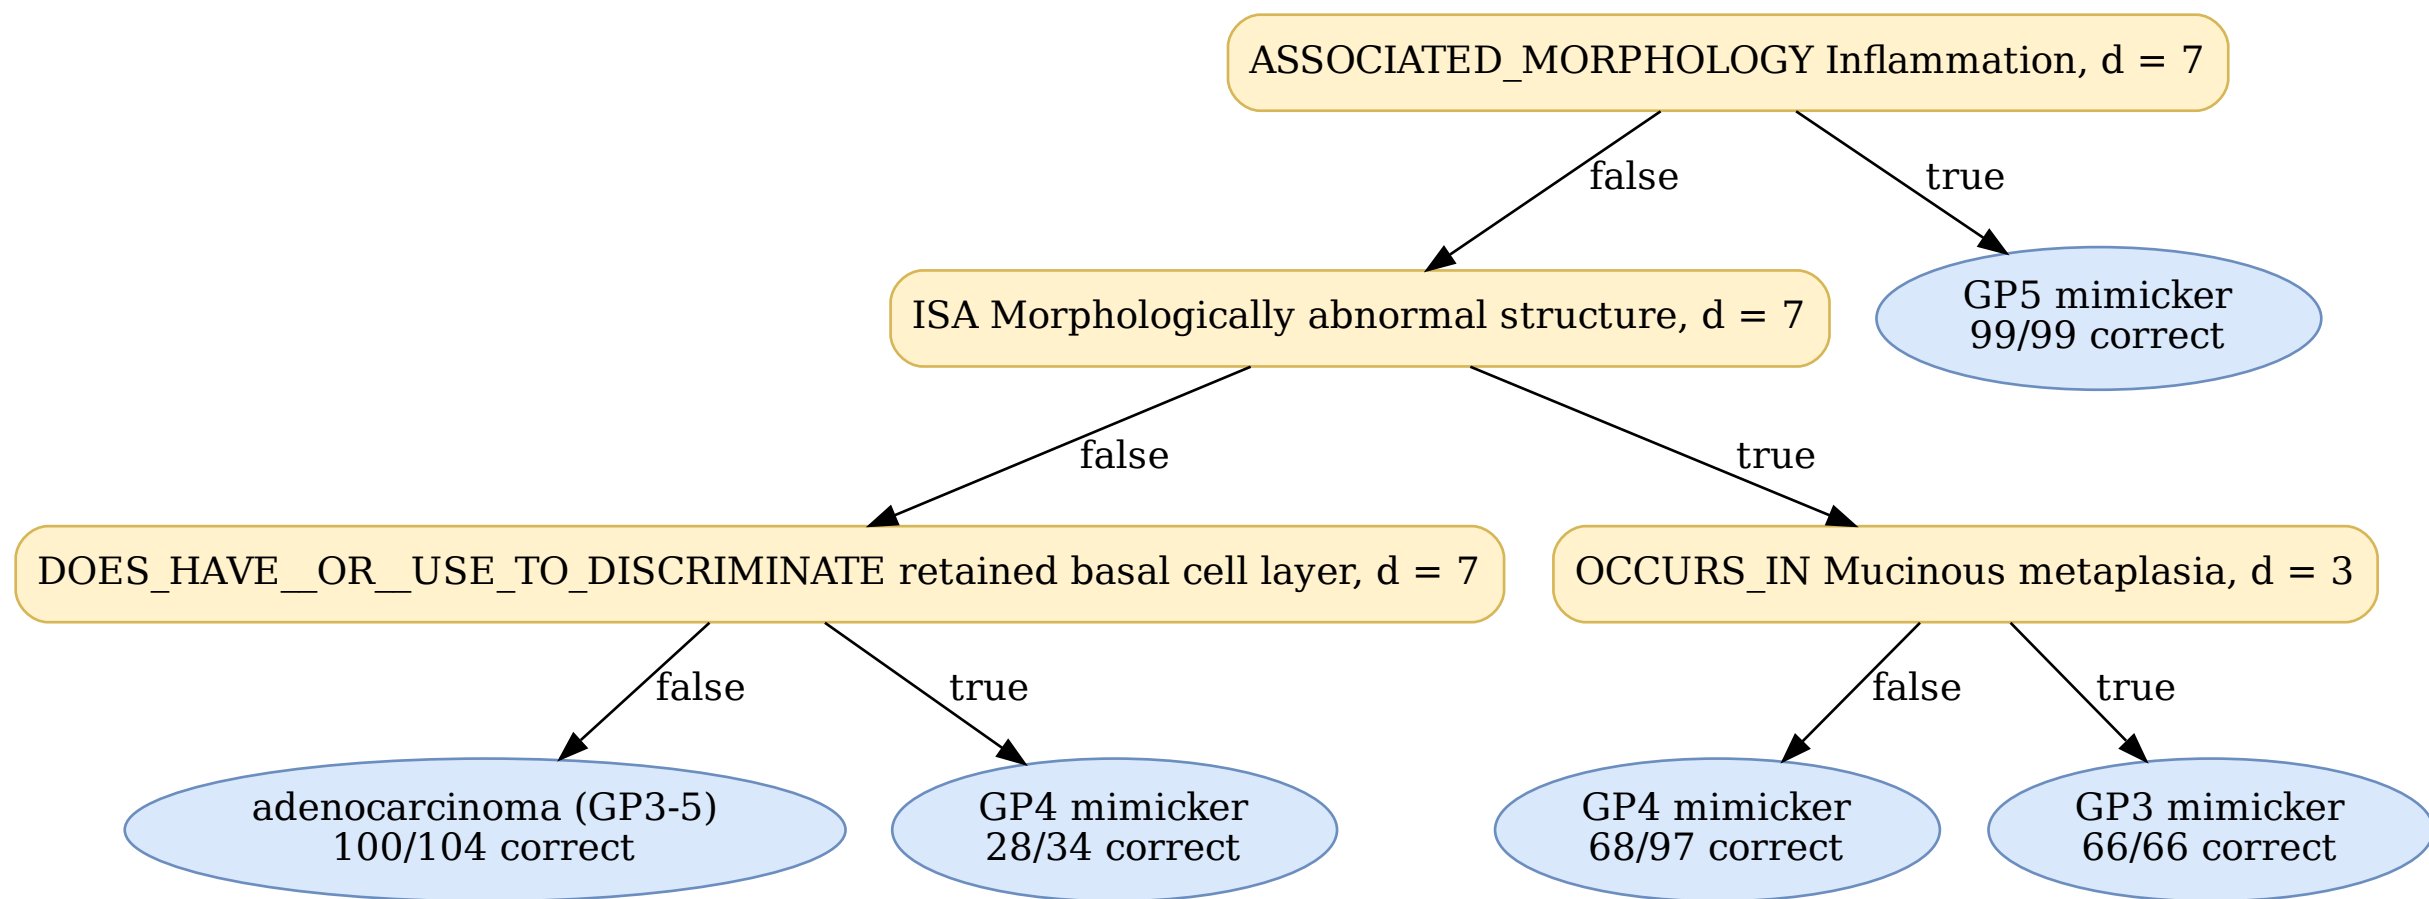 ASSOCIATED_MORPHOLOGY Inflammation, d = 7
false
true
ISA Morphologically abnormal structure, d = 7
GP5 mimicker
99/99 correct
false
true
DOES_HAVE__OR__USE_TO_DISCRIMINATE retained basal cell layer, d = 7
OCCURS_IN Mucinous metaplasia, d = 3
false
true
false
true
adenocarcinoma (GP3-5)
100/104 correct
GP4 mimicker
28/34 correct
GP4 mimicker
68/97 correct
GP3 mimicker
66/66 correct